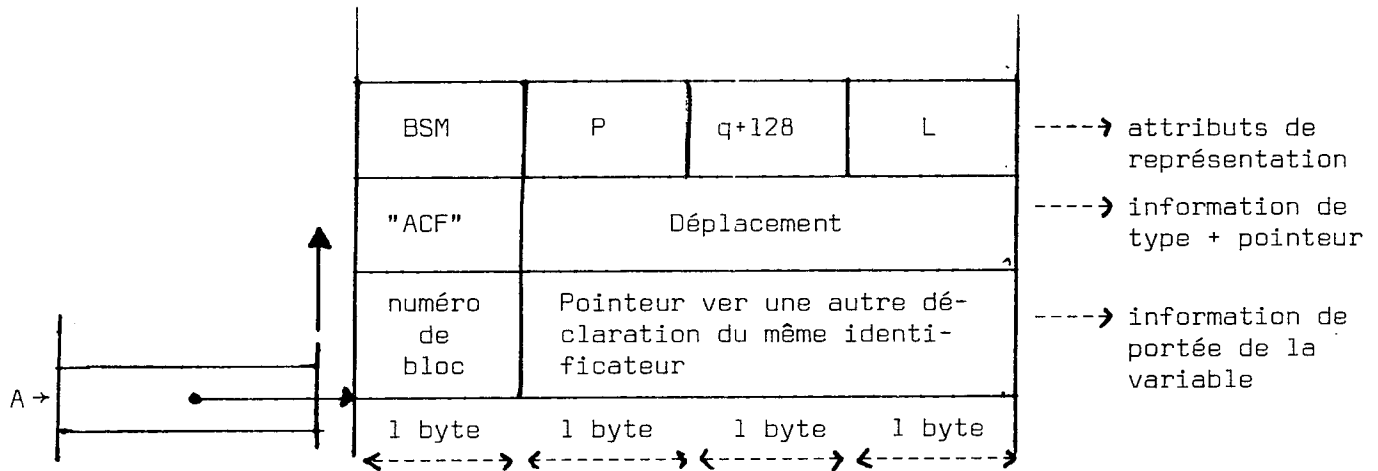 BSM P q+128 L
attributs de
représentation
"ACF" Déplacement
information de
type + pointeur
numéro
de
bloc
Pointeur ver une autre dé-
claration du même identi-
ficateur
information de
portée de la
variable
A
1 byte 1 byte 1 byte 1 byte